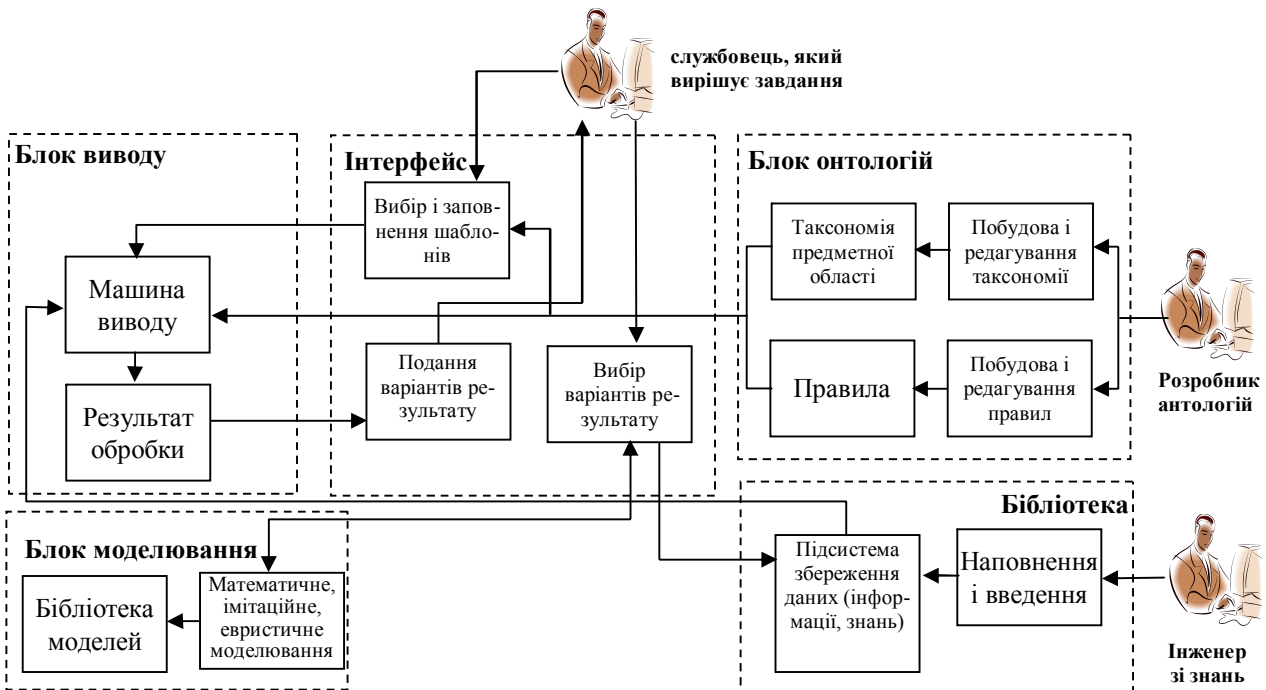 службовець, який
вирішує завдання
Блок виводу
Машина
виводу
Результат
обробки
Інтерфейс
Вибір і запов-
нення шабло-
нів
Подання
варіантів ре-
зультату
Вибір
варіантів ре-
зультату
Блок онтологій
Таксономія
предметної
області
Побудова і
редагування
таксономії
Правила
Побудова і
редагування
правил
Розробник
антологій
Блок моделювання
Бібліотека
моделей
Математичне,
імітаційне,
евристичне
моделювання
Бібліотека
Підсистема
збереження
даних (інфор-
мації, знань)
Наповнення
і введення
Інженер
зі знань